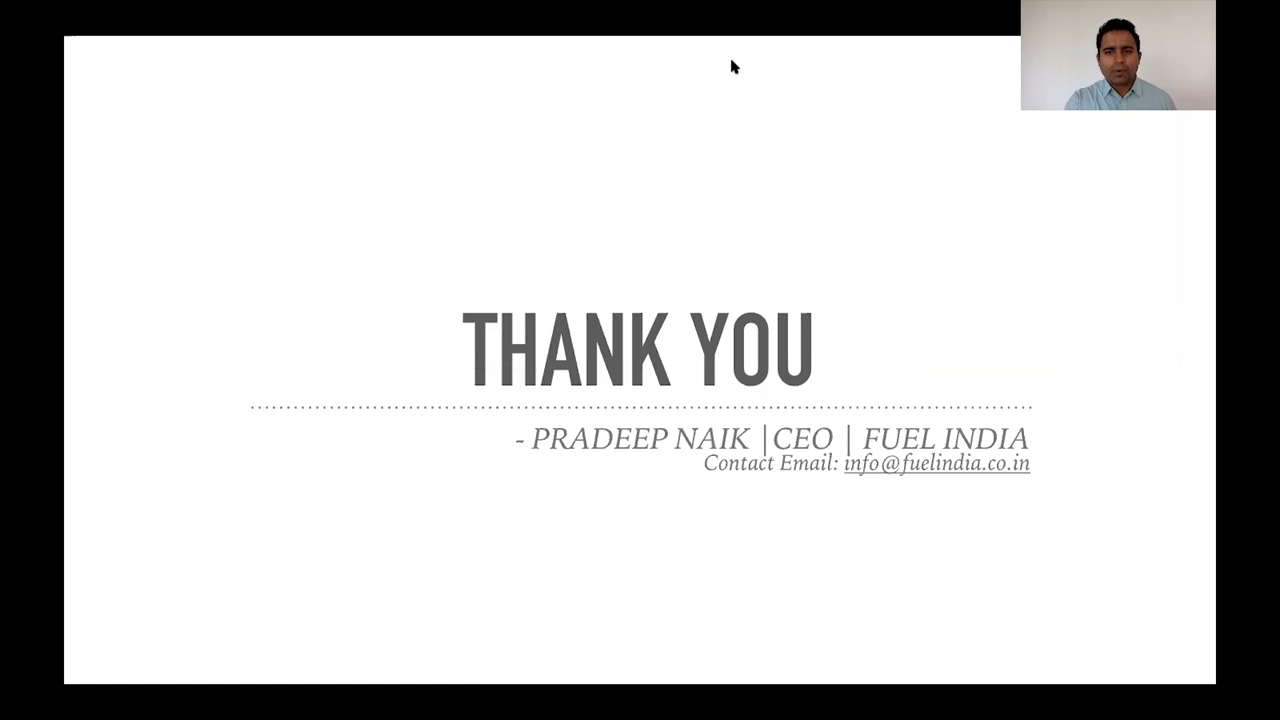 THANK YOU
- PRADEEP NAIK |CEO | FUEL INDIA
Contact Email: info@fuelindia.co.in